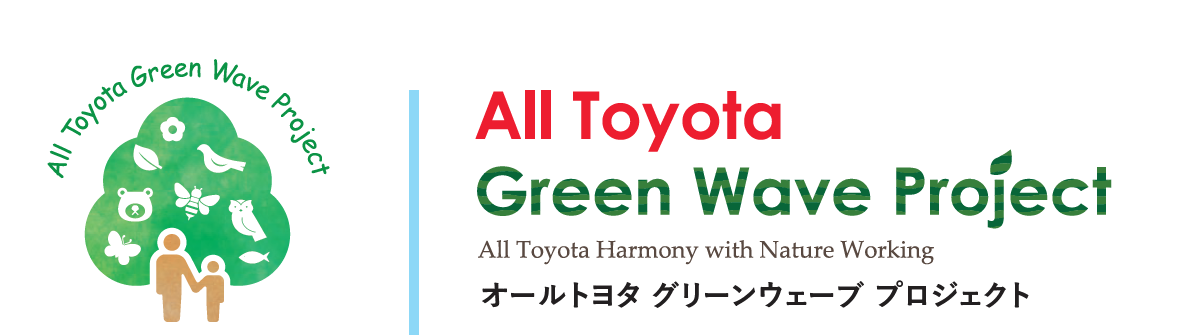 All Toyota Green Wave Project
All Toyota
Green Wave Project
All Toyota Harmony with Nature Working
オールトヨタ グリーンウェーブ プロジェクト